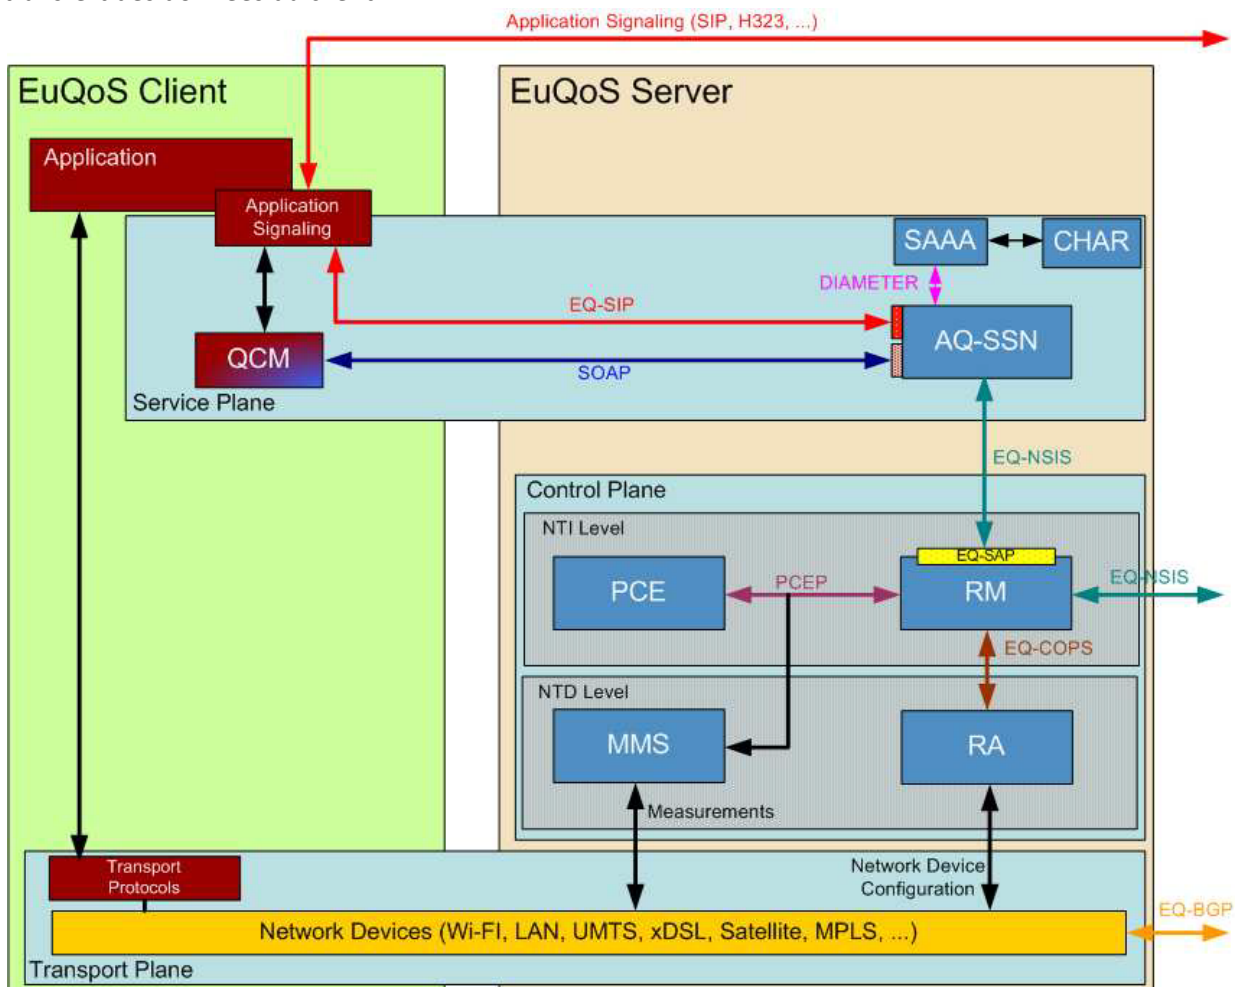 Application Signaling (SIP, H323, ...)
EuQoS Client
EuQoS Server
Application
Application
Signaling
SAAA
CHAR
DIAMETER
EQ-SIP
AQ-SSN
QCM
SOAP
Service Plane
EQ-NSIS
Control Plane
NTI Level
EQ-SAP
PCE
PCEP
RM
EQ-NSIS
EQ-COPS
NTD Level
MMS
RA
Measurements
Transport
Protocols
Network Device
Configuration
Network Devices (Wi-FI, LAN, UMTS, xDSL, Satellite, MPLS, ...)
EQ-BGP
Transport Plane